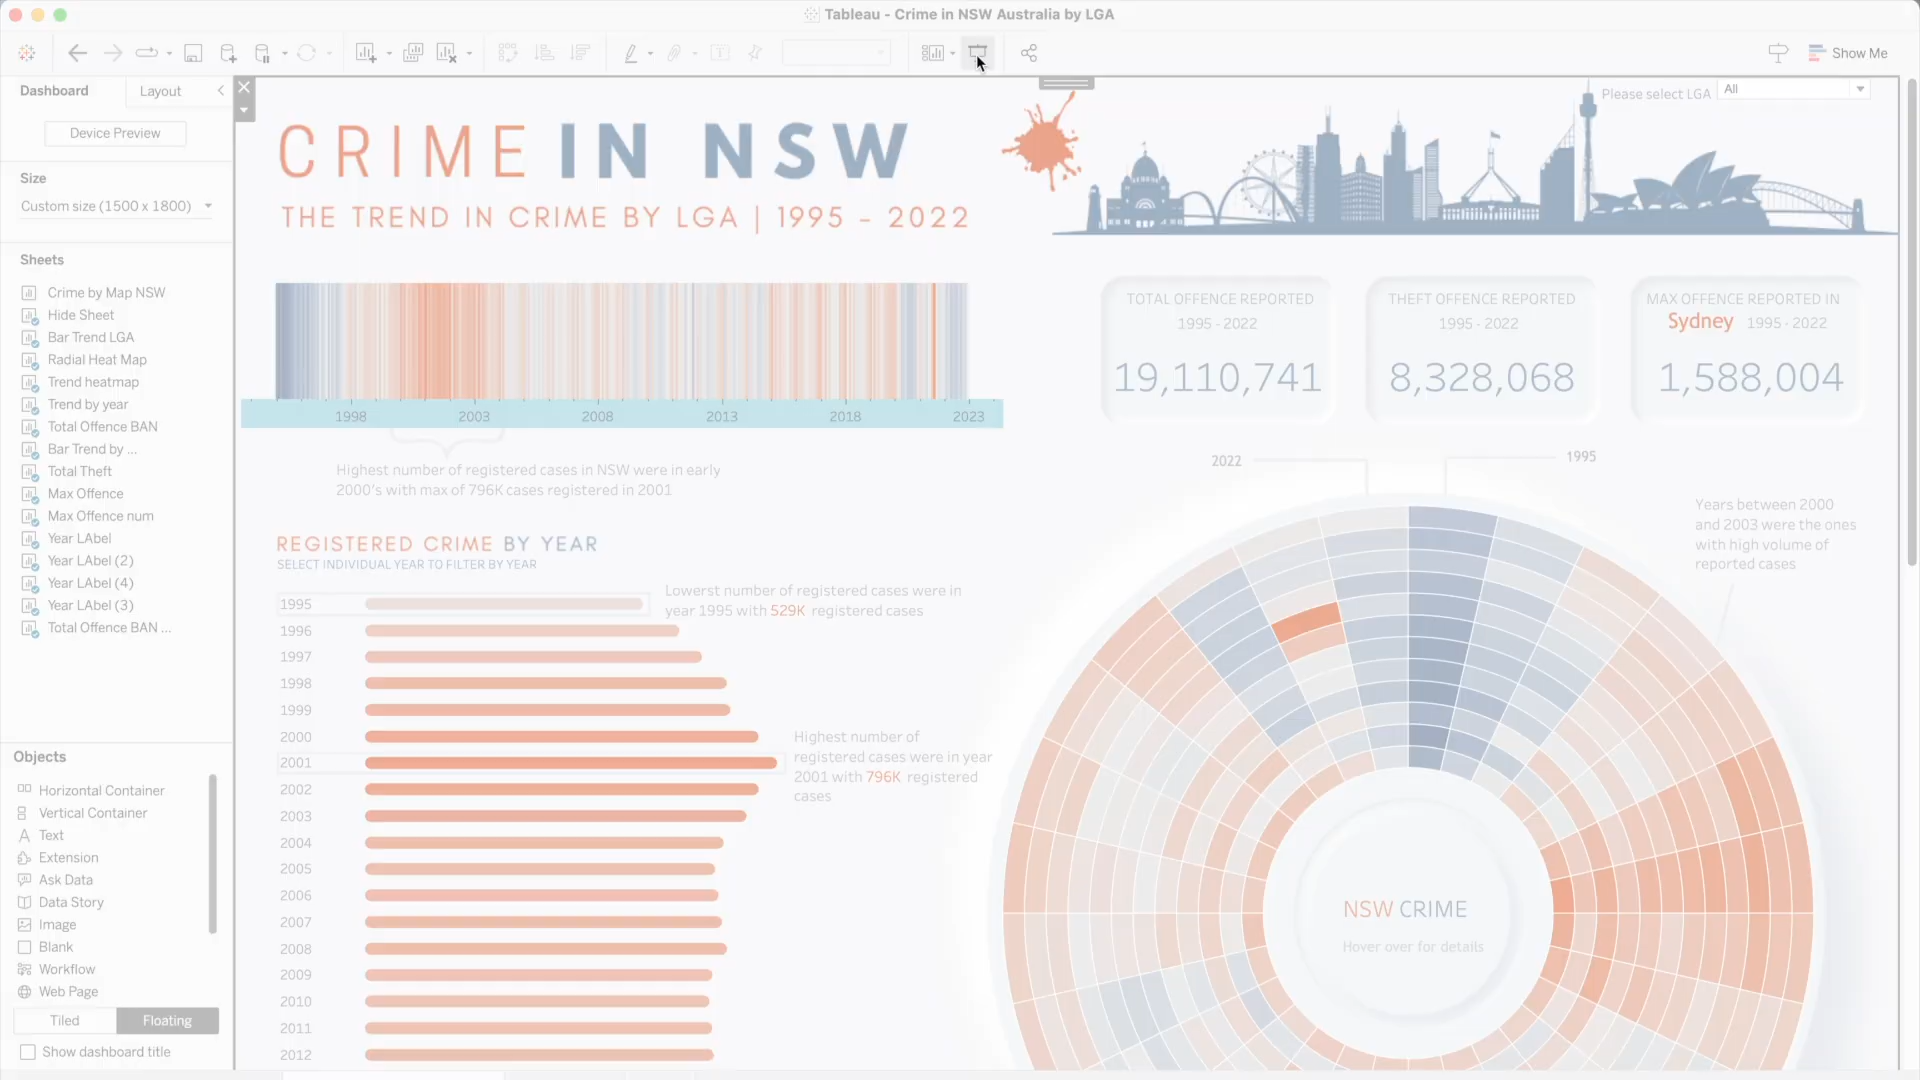 Tableau - Crime in NSW Australia by LGA
Show Me
Dashboard
Layout
Device Preview
Size
Custom size (1500 x 1800)
Sheets
Crime by Map NSW
Hide Sheet
Bar Trend LGA
Radial Heat Map
Trend heatmap
Trend by year
Total Offence BAN
Bar Trend by ...
Total Theft
Max Offence
Max Offence num
Year LAbel
Year LAbel (2)
Year LAbel (4)
Year LAbel (3)
Total Offence BAN ...
Objects
Horizontal Container
Vertical Container
Text
Extension
Ask Data
Data Story
Image
Blank
Workflow
Web Page
Tiled
Floating
Show dashboard title
Please select LGA
All
CRIME IN NSW
THE TREND IN CRIME BY LGA | 1995 - 2022
1998 2003 2008 2013 2018 2023
Highest number of registered cases in NSW were in early
2000's with max of 796K cases registered in 2001
TOTAL OFFENCE REPORTED
1995 - 2022
19,110,741
THEFT OFFENCE REPORTED
1995 - 2022
8,328,068
MAX OFFENCE REPORTED IN
Sydney 1995 - 2022
1,588,004
REGISTERED CRIME BY YEAR
SELECT INDIVIDUAL YEAR TO FILTER BY YEAR
1995
1996
1997
1998
1999
2000
2001
2002
2003
2004
2005
2006
2007
2008
2009
2010
2011
2012
Lowest number of registered cases were in
year 1995 with 529K registered cases
Highest number of
registered cases were in year
2001 with 796K registered
cases
2022
1995
Years between 2000
and 2003 were the ones
with high volume of
reported cases
NSW CRIME
Hover over for details